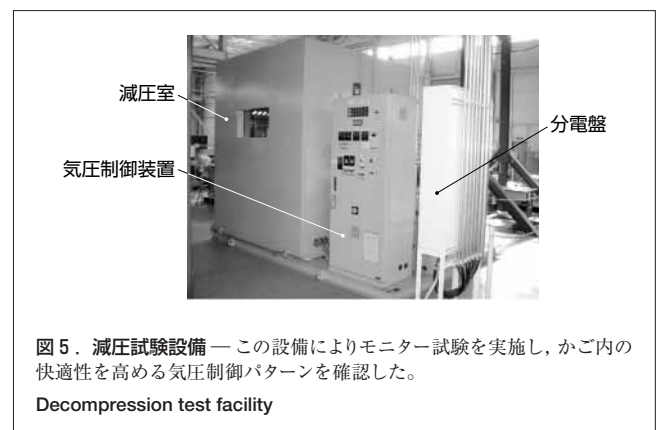 減圧室
気圧制御装置
分電盤
図5．減圧試験設備 ― この設備によりモニター試験を実施し，かご内の
快適性を高める気圧制御パターンを確認した。
Decompression test facility